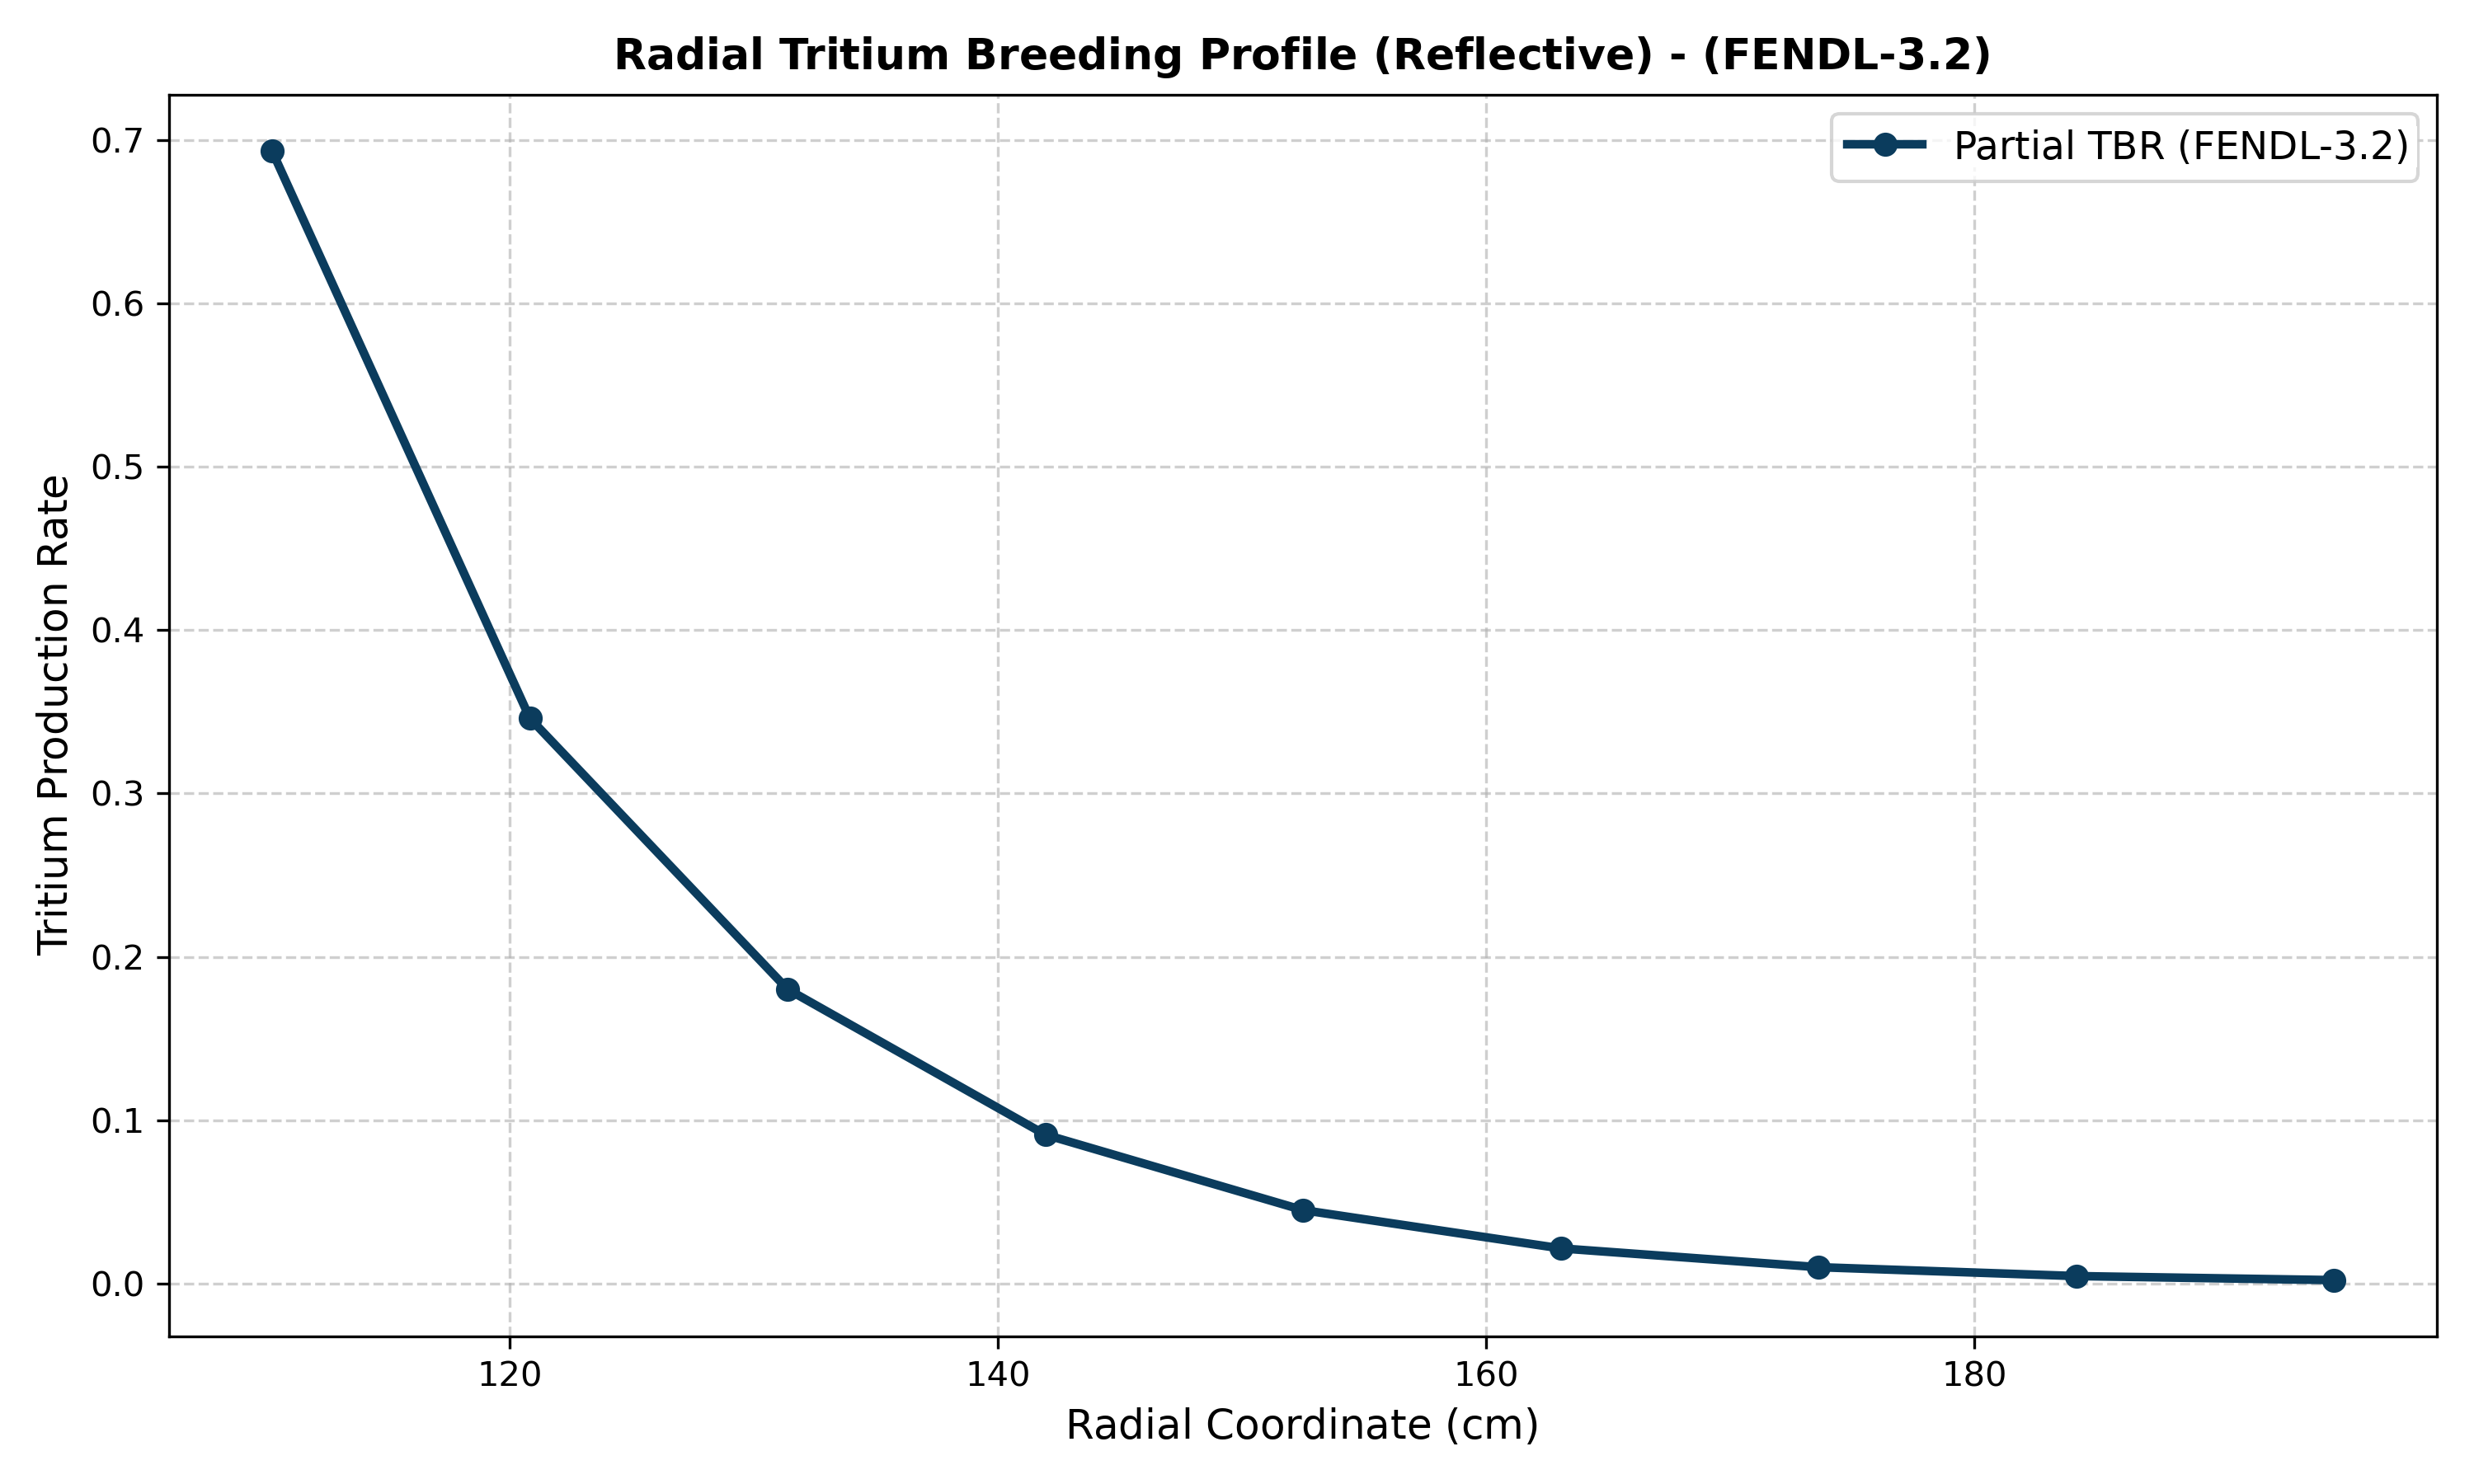 Radial Tritium Breeding Profile (Reflective) - (FENDL-3.2)
Partial TBR (FENDL-3.2)
Tritium Production Rate
0.7
0.6
0.5
0.4
0.3
0.2
0.1
0.0
120 140 160 180
Radial Coordinate (cm)